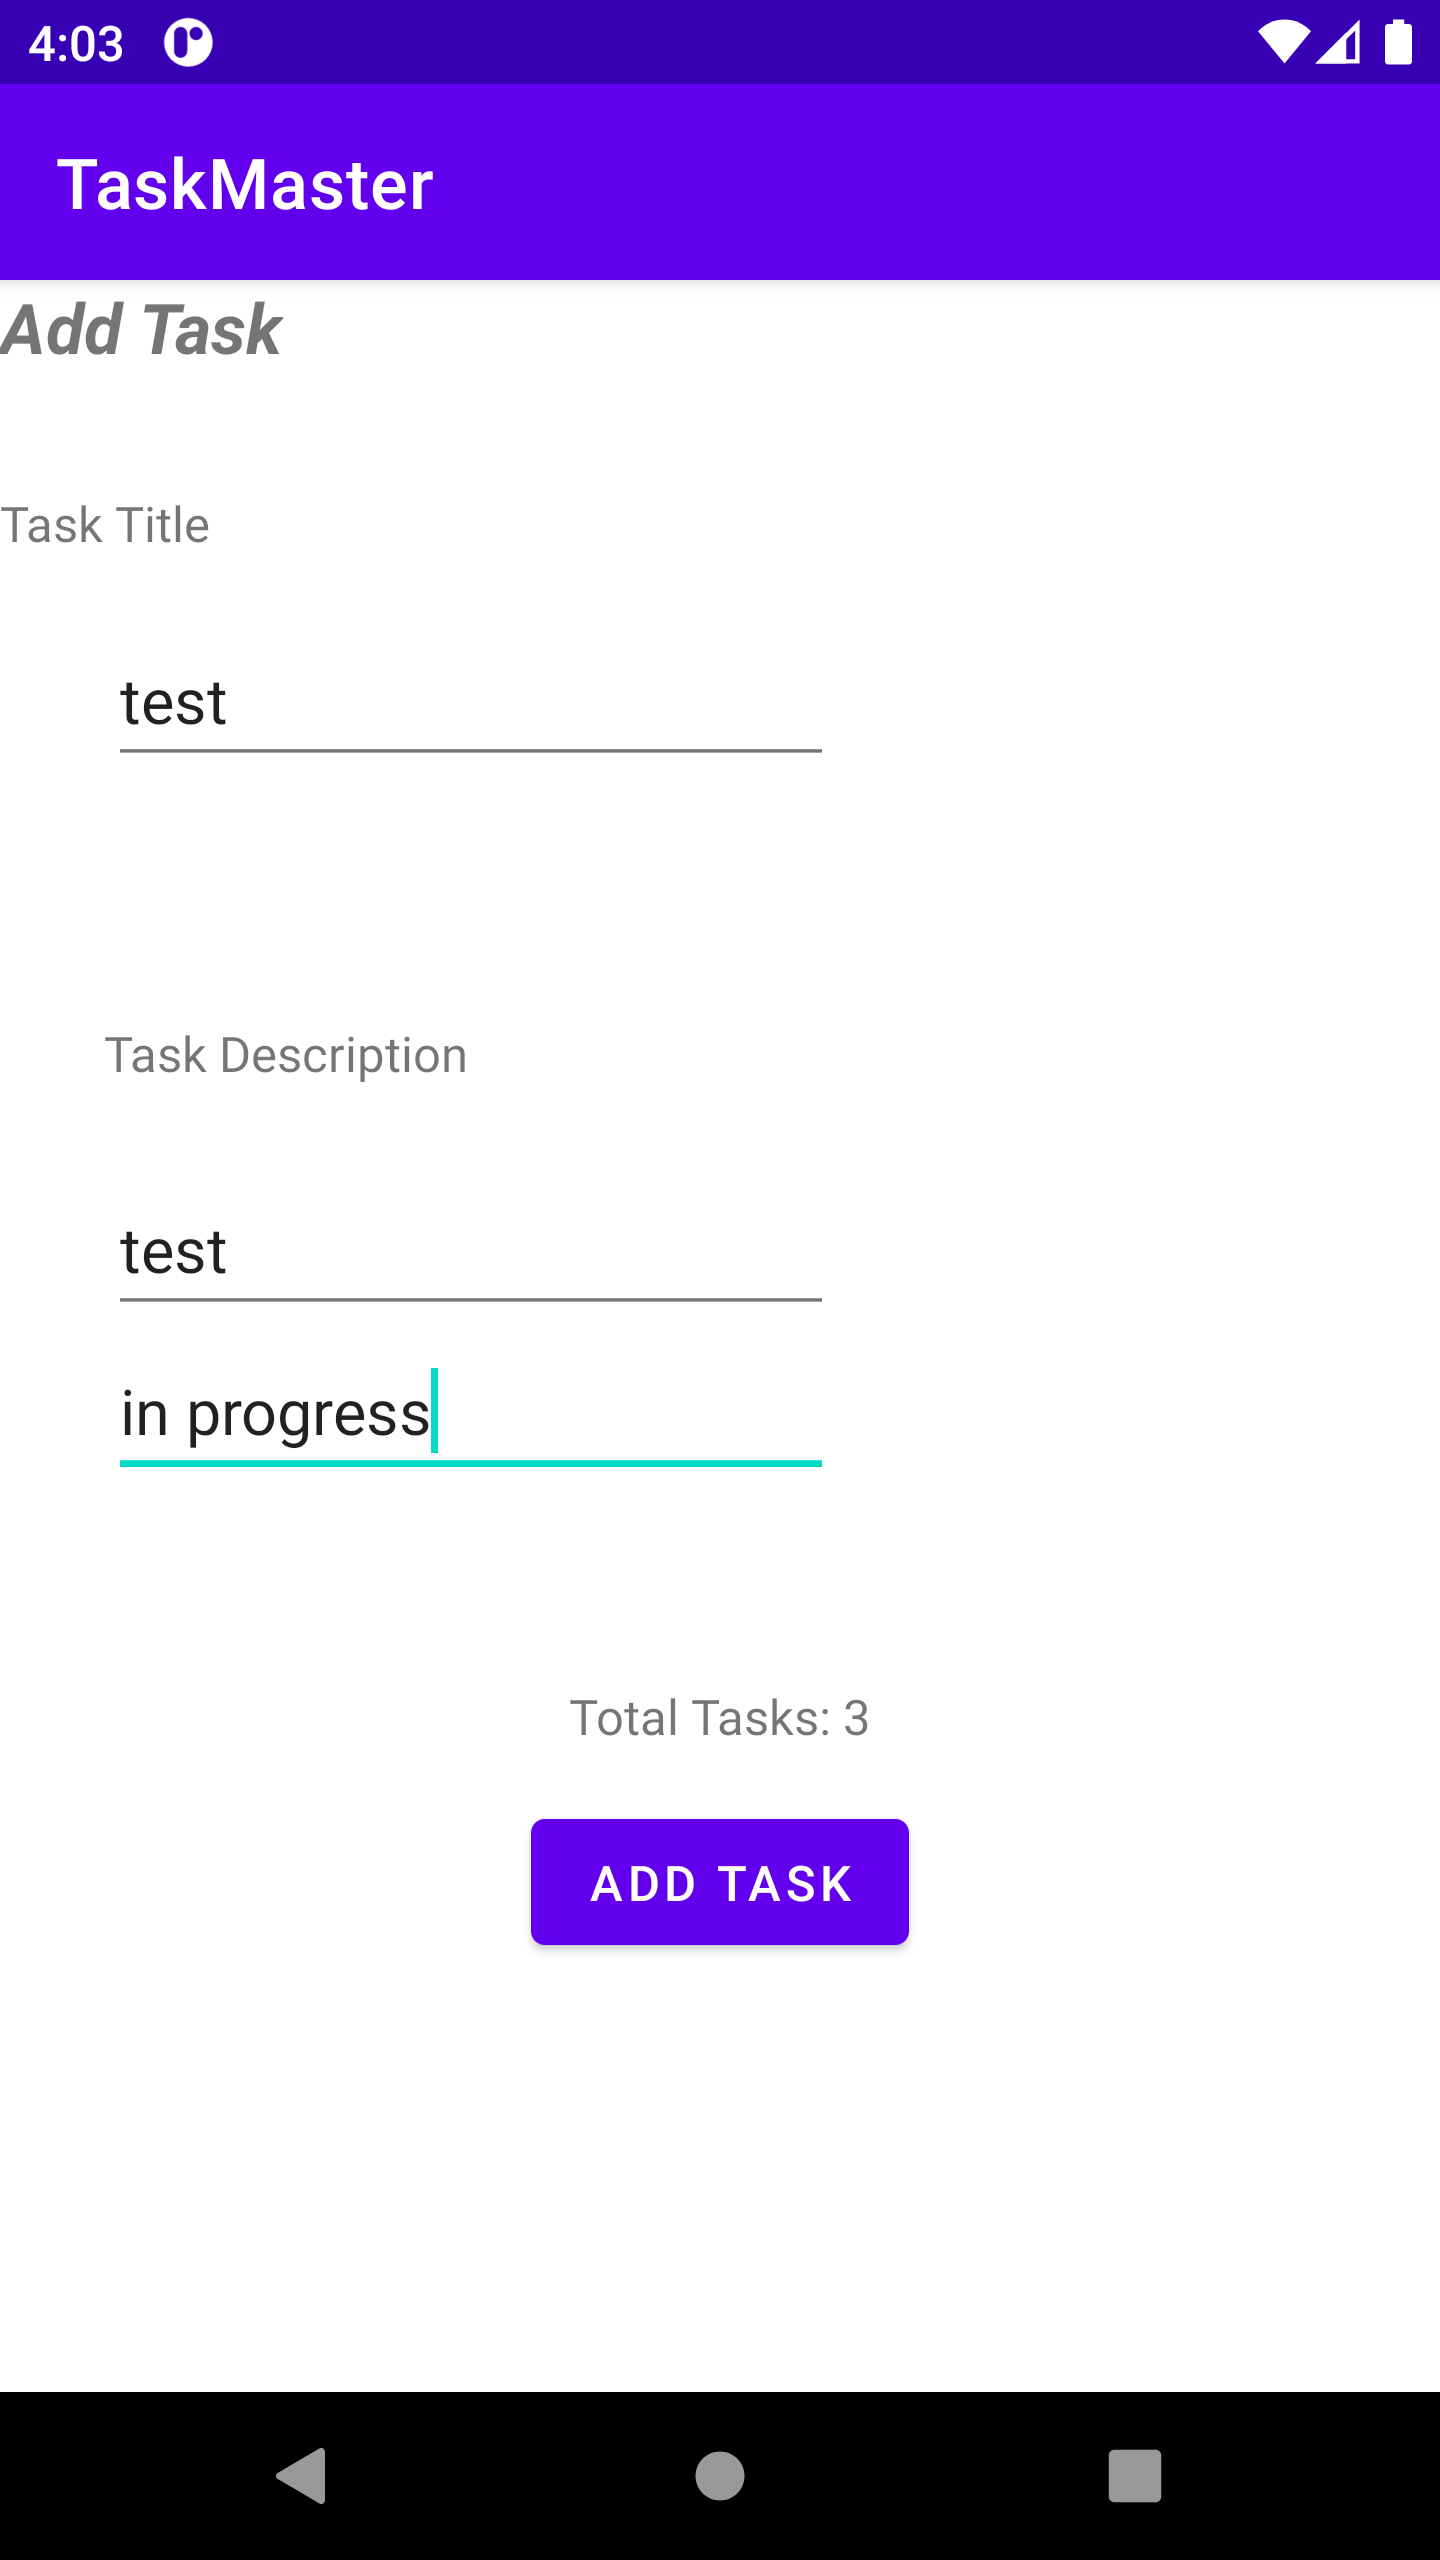 4:03
TaskMaster
Add Task
Task Title
test
Task Description
test
in progress
Total Tasks: 3
ADD TASK